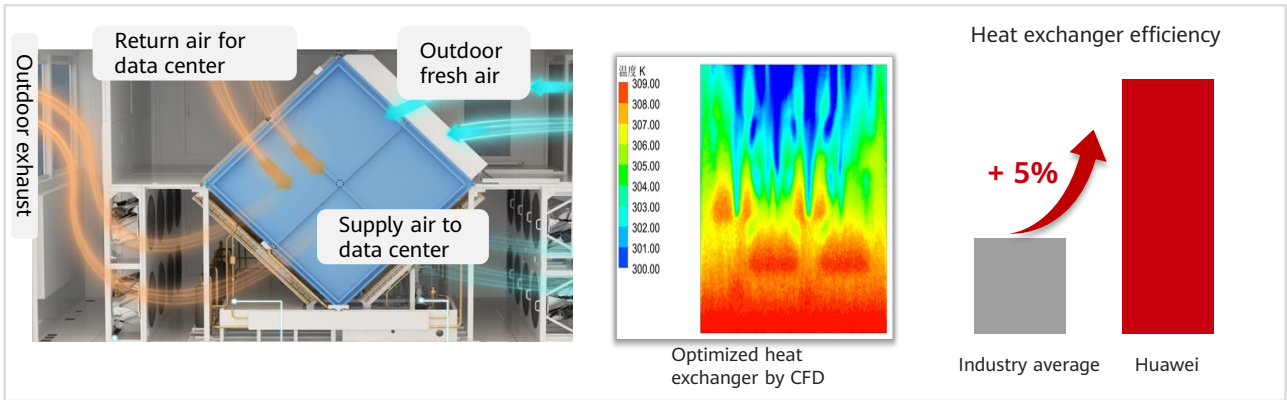 Outdoor exhaust
Return air for
data center
Outdoor
fresh air
Supply air to
data center
温度 K
309.00
308.00
307.00
306.00
305.00
304.00
303.00
302.00
301.00
300.00
Optimized heat
exchanger by CFD
Heat exchanger efficiency
+ 5%
Industry average
Huawei